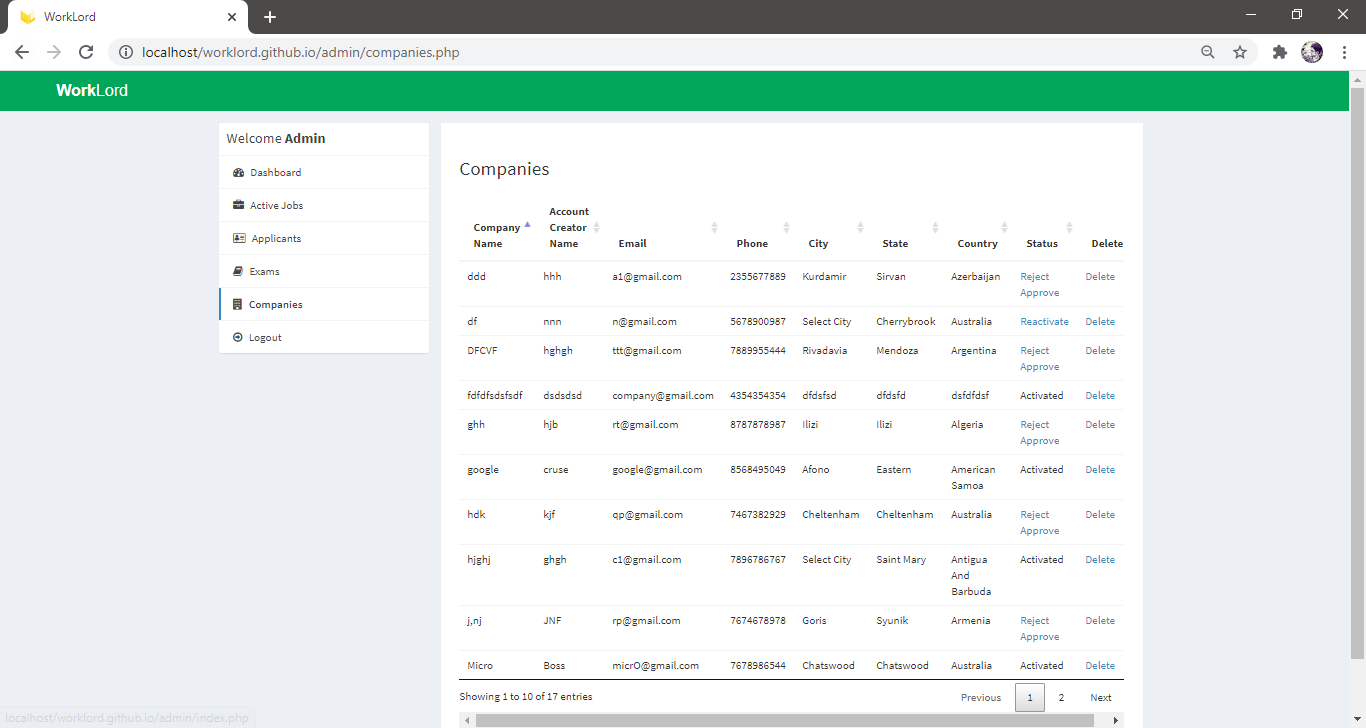 WorkLord
localhost/worklord.github.io/admin/companies.php
WorkLord
Welcome Admin
Dashboard
Active Jobs
Applicants
Exams
Companies
Logout
Companies
Company Name Account Creator Name Email Phone City State Country Status Delete
ddd hhh a1@gmail.com 2355677889 Kurdamir Sirvan Azerbaijan Reject Delete
Approve
df nnn n@gmail.com 5678900987 Select City Cherrybrook Australia Reactivate Delete
DFCVF hghgh ttt@gmail.com 7889955444 Rivadavia Mendoza Argentina Reject Delete
Approve
fdfdfsdsfsdf dsdsdsd company@gmail.com 4354354354 dfdsfsd dfdsfd dsfdfdsf Activated Delete
ghh hjb rt@gmail.com 8787878987 Ilizi Ilizi Algeria Reject Delete
Approve
google cruse google@gmail.com 8568495049 Afono Eastern American Activated Delete
Samoa
hdk kjf qp@gmail.com 7467382929 Cheltenham Cheltenham Australia Reject Delete
Approve
hjghj ghgh c1@gmail.com 7896786767 Select City Saint Mary Antigua Activated Delete
And
Barbuda
j,nj JNF rp@gmail.com 7674678978 Goris Syunik Armenia Reject Delete
Approve
Micro Boss micrO@gmail.com 7678986544 Chatswood Chatswood Australia Activated Delete
Showing 1 to 10 of 17 entries Previous 1 2 Next
localhost/worklord.github.io/admin/index.php